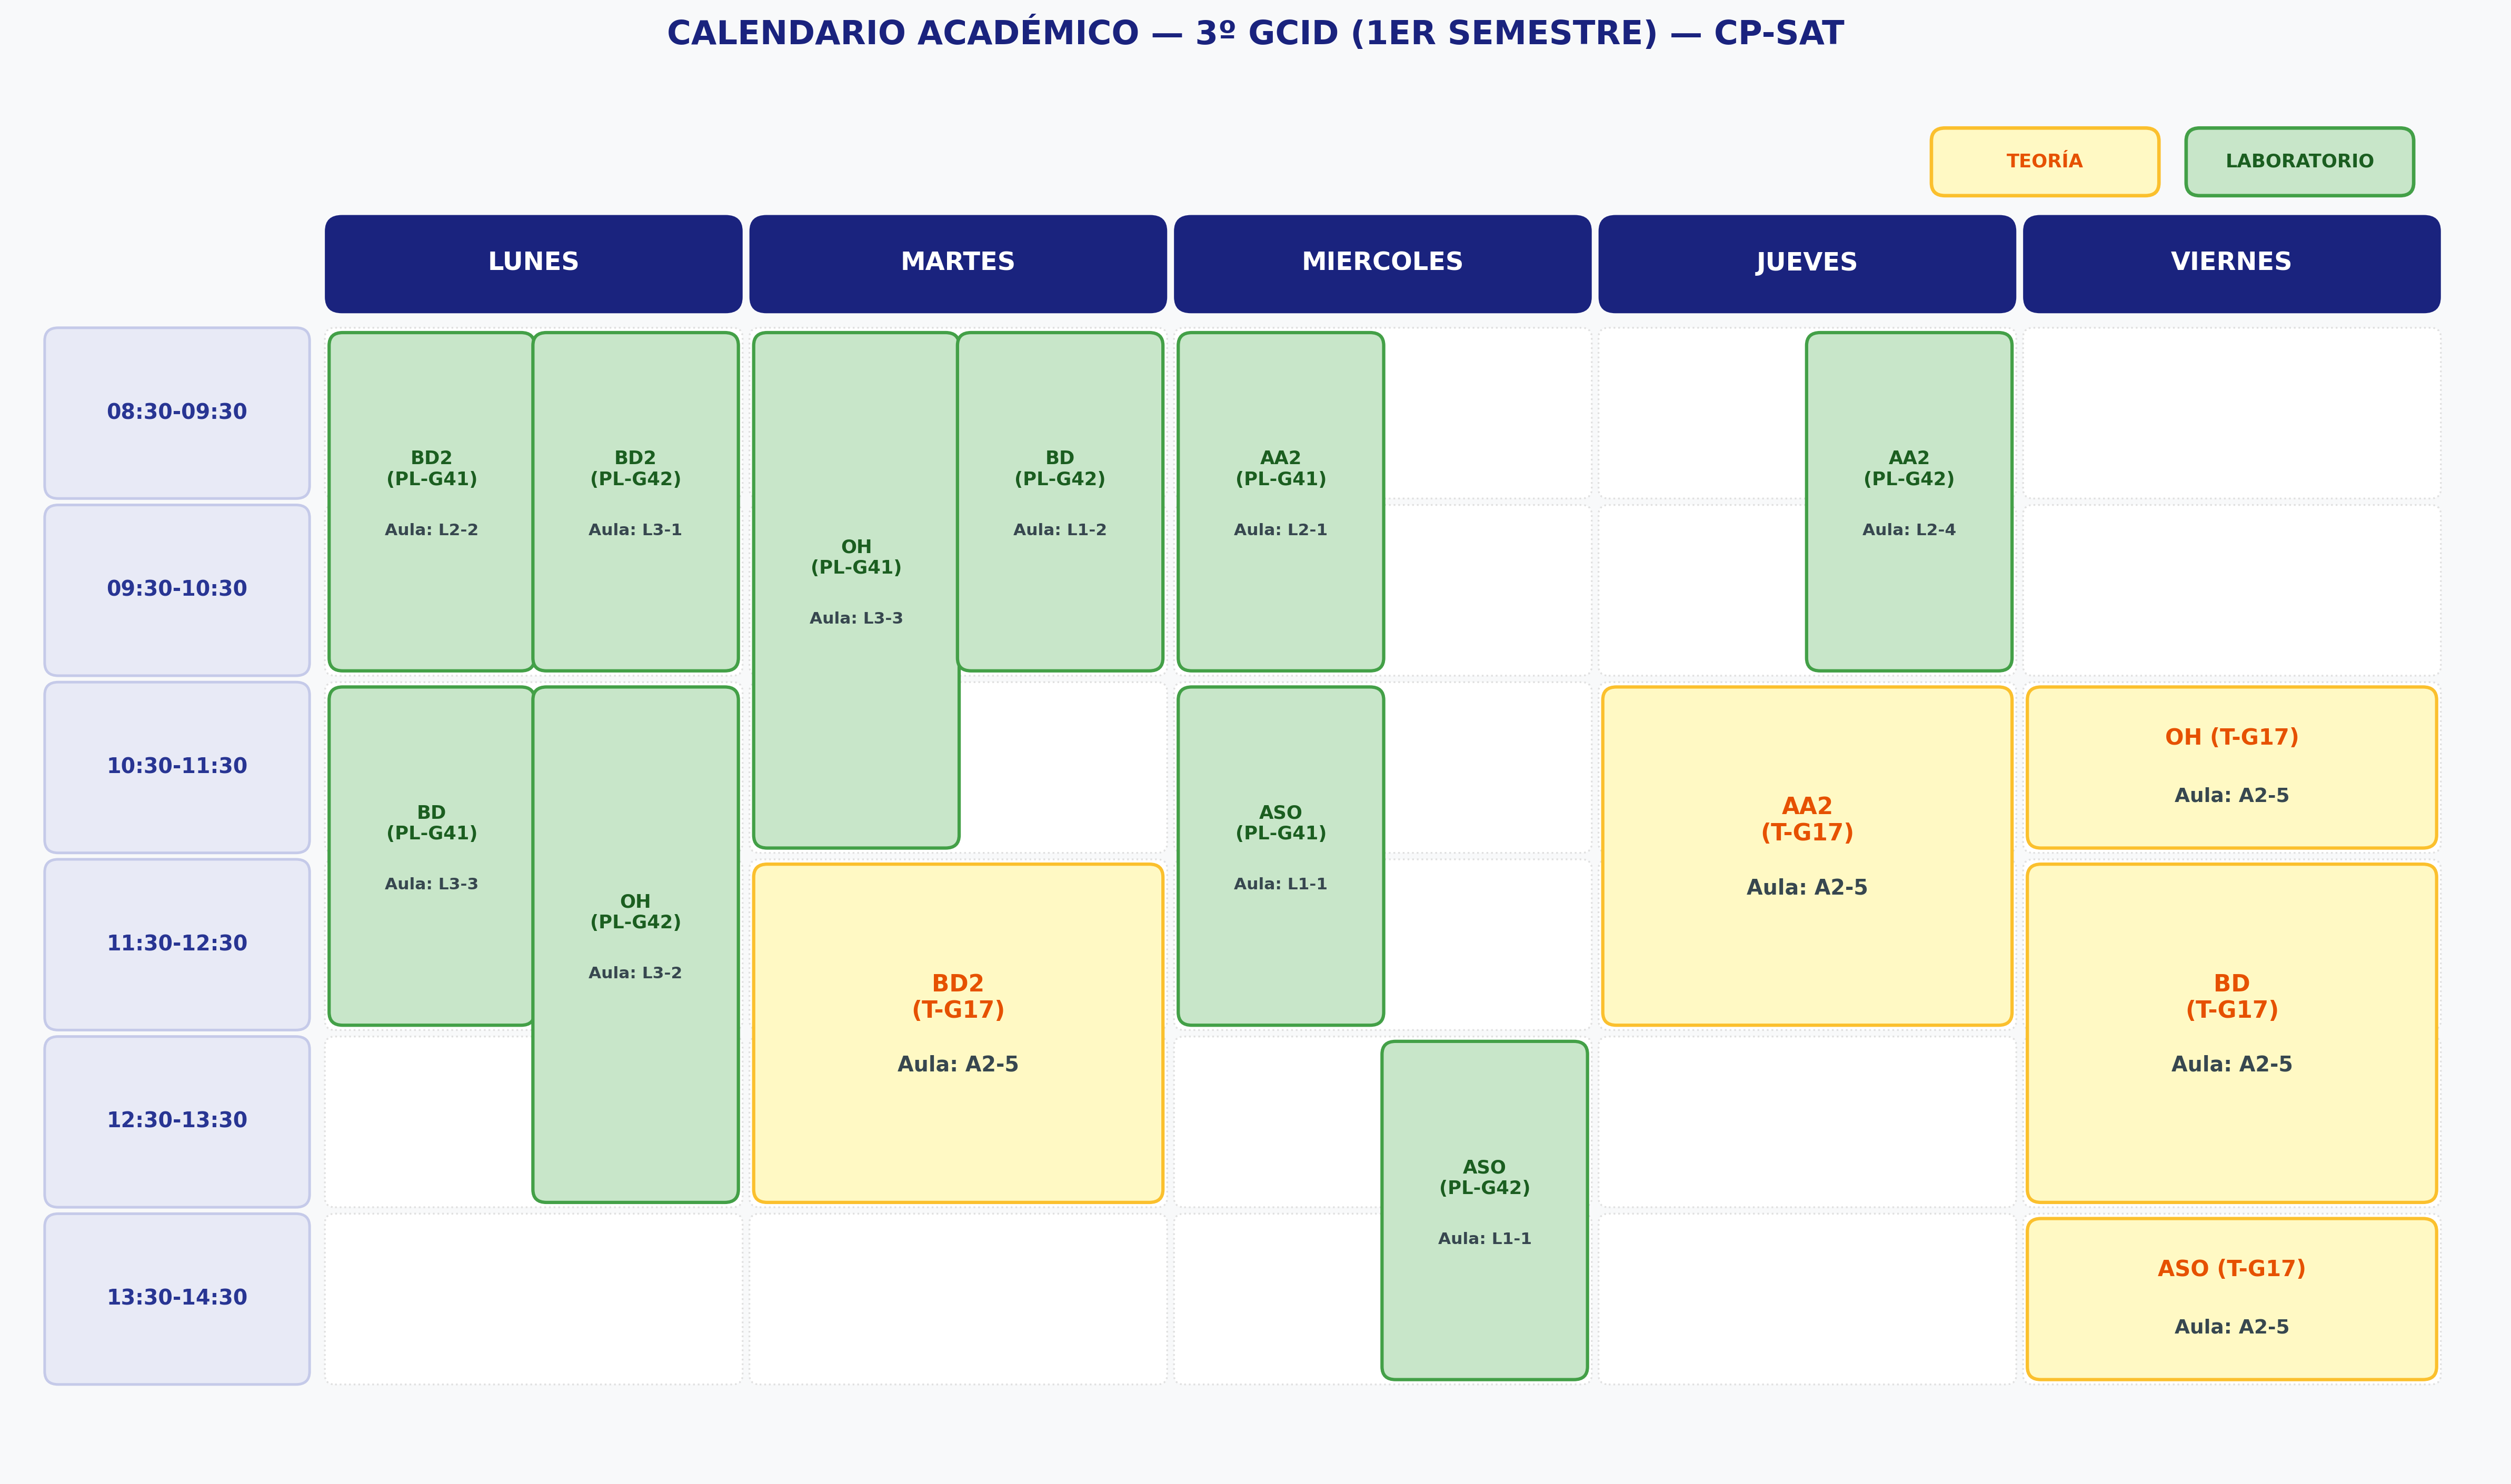 CALENDARIO ACADÉMICO — 3º GCID (1ER SEMESTRE) — CP-SAT
TEORÍA
LABORATORIO
LUNES
MARTES
MIERCOLES
JUEVES
VIERNES
08:30-09:30
09:30-10:30
10:30-11:30
11:30-12:30
12:30-13:30
13:30-14:30
BD2
(PL-G41)
Aula: L2-2
BD2
(PL-G42)
Aula: L3-1
BD
(PL-G41)
Aula: L3-3
OH
(PL-G42)
Aula: L3-2
OH
(PL-G41)
Aula: L3-3
BD
(PL-G42)
Aula: L1-2
BD2
(T-G17)
Aula: A2-5
AA2
(PL-G41)
Aula: L2-1
ASO
(PL-G41)
Aula: L1-1
ASO
(PL-G42)
Aula: L1-1
AA2
(PL-G42)
Aula: L2-4
AA2
(T-G17)
Aula: A2-5
OH (T-G17)
Aula: A2-5
BD
(T-G17)
Aula: A2-5
ASO (T-G17)
Aula: A2-5